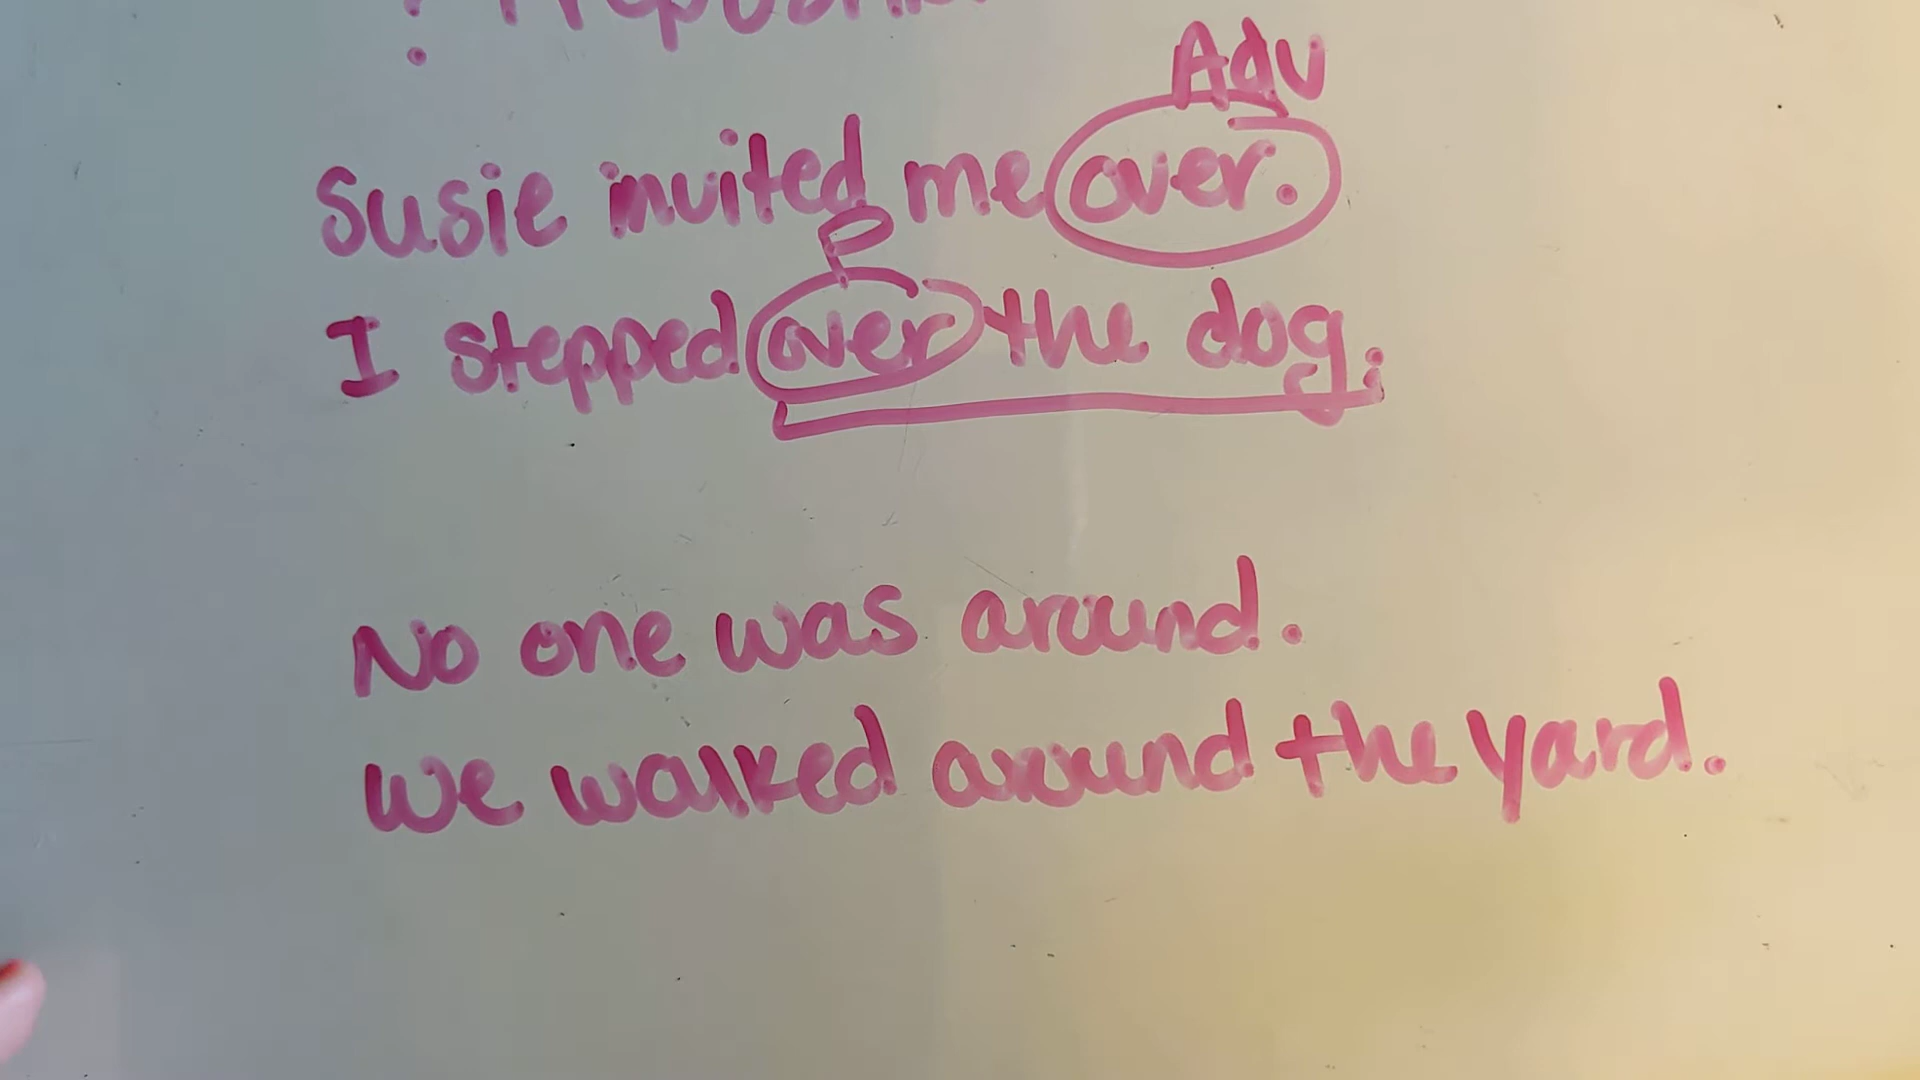 Adv
Susie invited me over.
P
I stepped over the dog.
No one was around.
We walked around the yard.